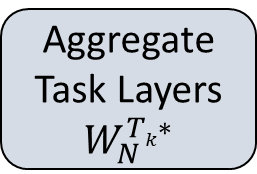 Aggregate
Task Layers
W_N^{T_k*}